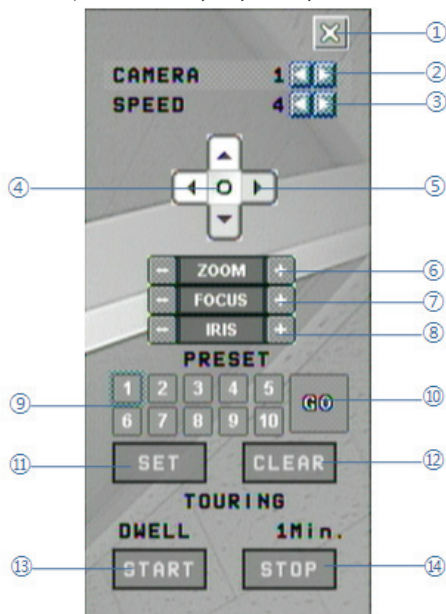 ①
CAMERA 1 ②
SPEED 4 ③
④ ⑤
- ZOOM + ⑥
- FOCUS + ⑦
- IRIS + ⑧
PRESET
1 2 3 4 5
⑨ GO ⑩
6 7 8 9 10
⑪ SET CLEAR ⑫
TOURING
DWELL 1Min.
⑬ START STOP ⑭